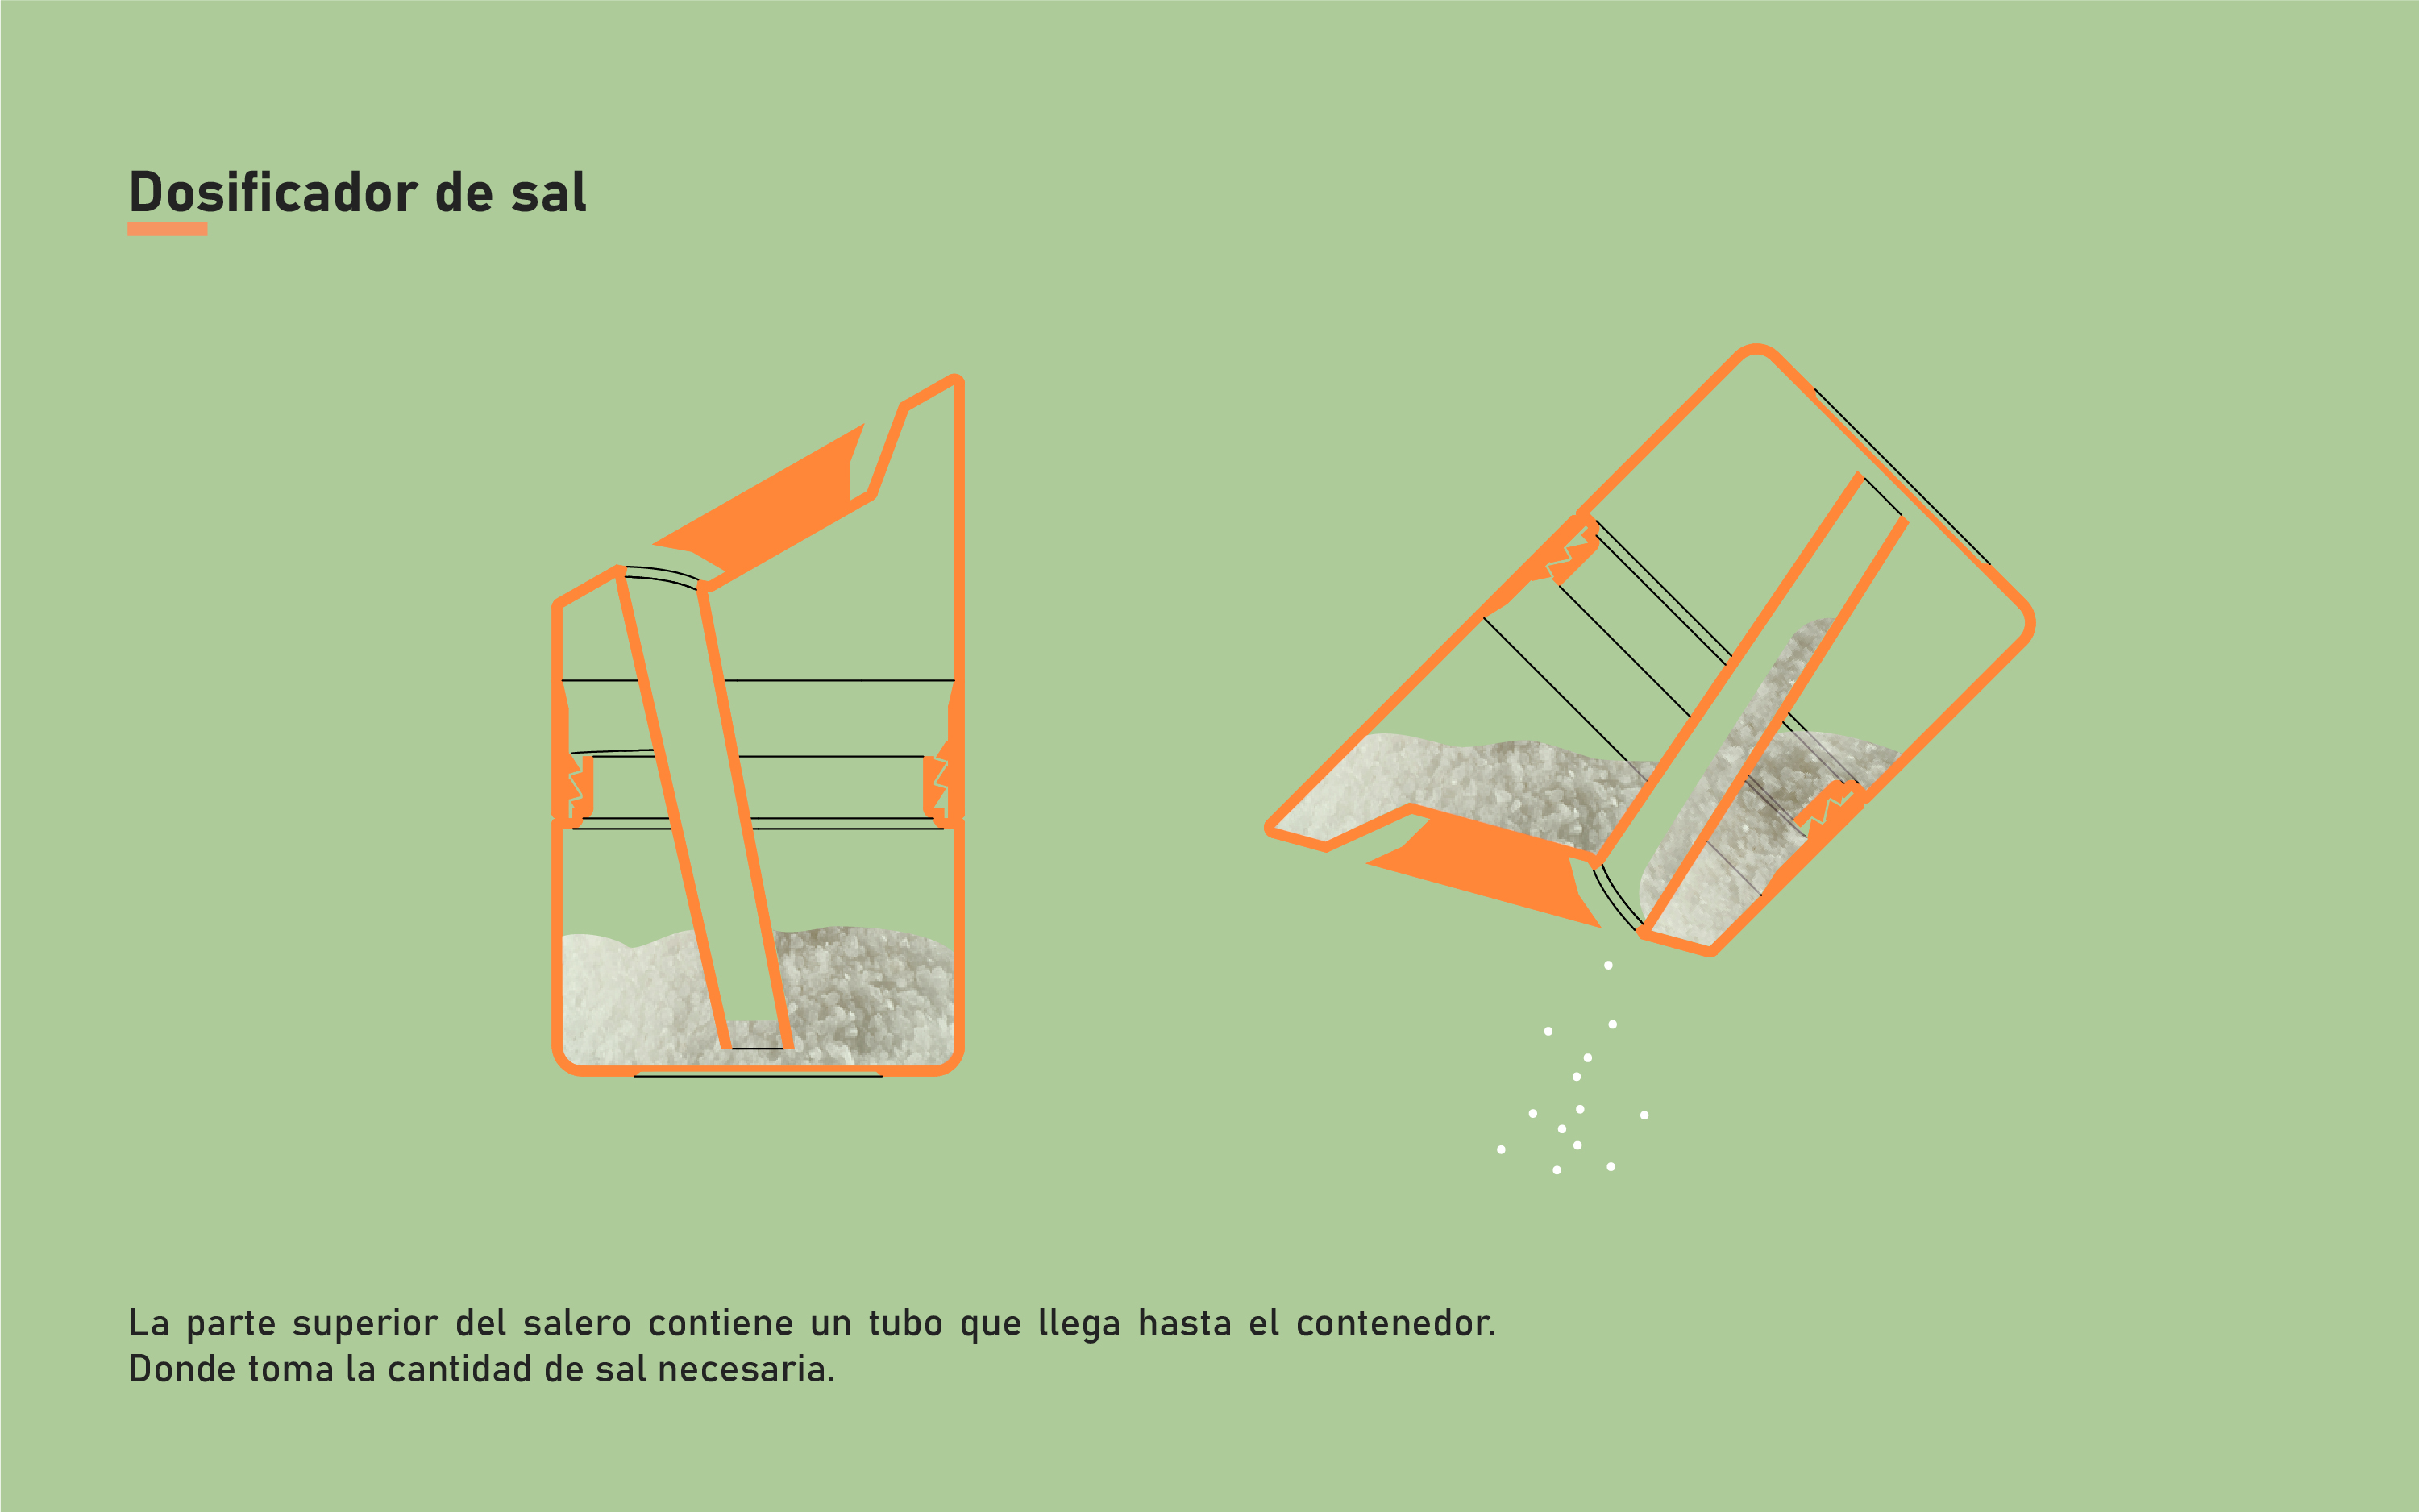 Dosificador de sal
La parte superior del salero contiene un tubo que llega hasta el contenedor.
Donde toma la cantidad de sal necesaria.